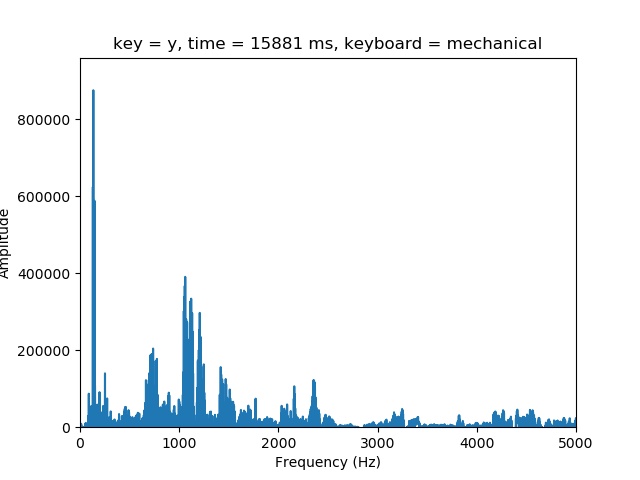 key = y, time = 15881 ms, keyboard = mechanical
800000
600000
400000
200000
0
Amplitude
0 1000 2000 3000 4000 5000
Frequency (Hz)